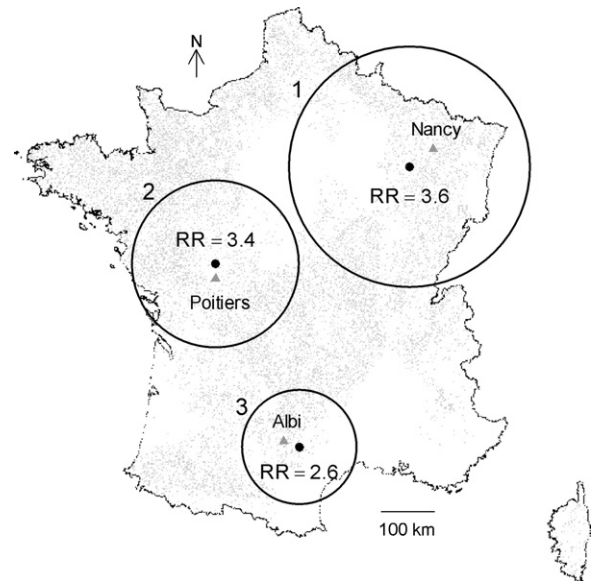 N
1
Nancy
RR = 3.6
2
RR = 3.4
Poitiers
3
Albi
RR = 2.6
100 km